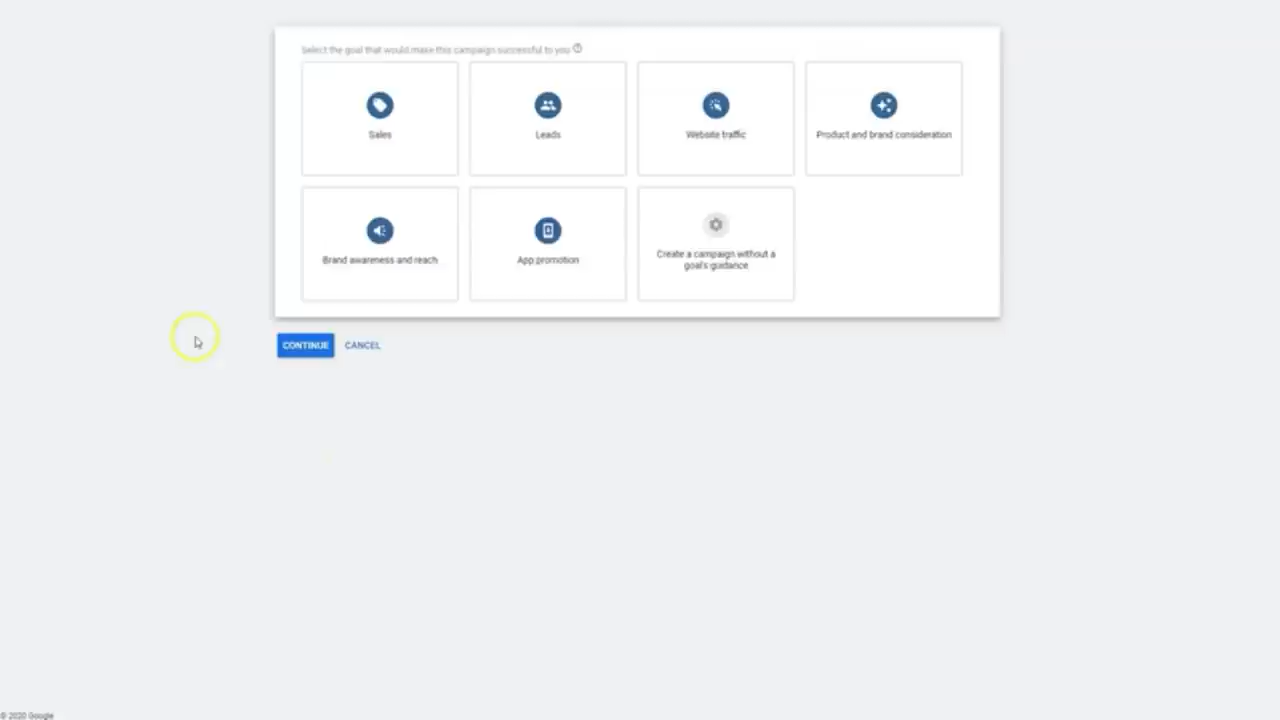 Select the goal that would make this campaign successful to you
Sales
Leads
Website traffic
Product and brand consideration
Brand awareness and reach
App promotion
Create a campaign without a
goal's guidance
CONTINUE
CANCEL
© 2020 Google